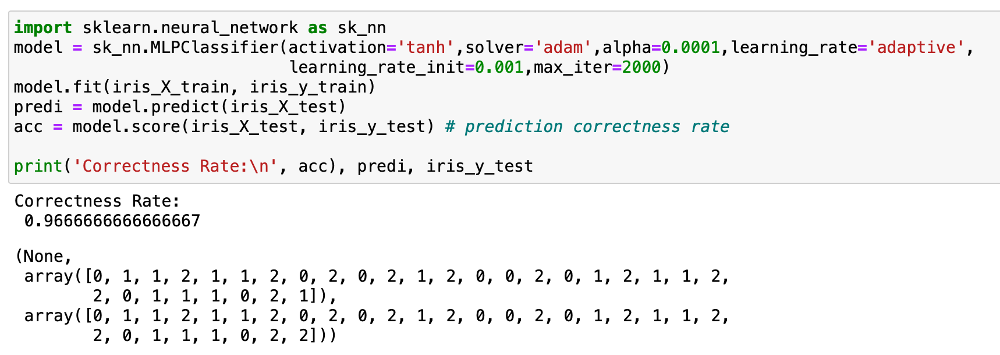 import sklearn.neural_network as sk_nn
model = sk_nn.MLPClassifier(activation='tanh',solver='adam',alpha=0.0001,learning_rate='adaptive',
                            learning_rate_init=0.001,max_iter=2000)
model.fit(iris_X_train, iris_y_train)
predi = model.predict(iris_X_test)
acc = model.score(iris_X_test, iris_y_test) # prediction correctness rate

print('Correctness Rate:\n', acc), predi, iris_y_test
Correctness Rate:
 0.9666666666666667
(None,
 array([0, 1, 1, 2, 1, 1, 2, 0, 2, 0, 2, 1, 2, 0, 0, 2, 0, 1, 2, 1, 1, 2,
        2, 0, 1, 1, 1, 0, 2, 1]),
 array([0, 1, 1, 2, 1, 1, 2, 0, 2, 0, 2, 1, 2, 0, 0, 2, 0, 1, 2, 1, 1, 2,
        2, 0, 1, 1, 1, 0, 2, 2]))